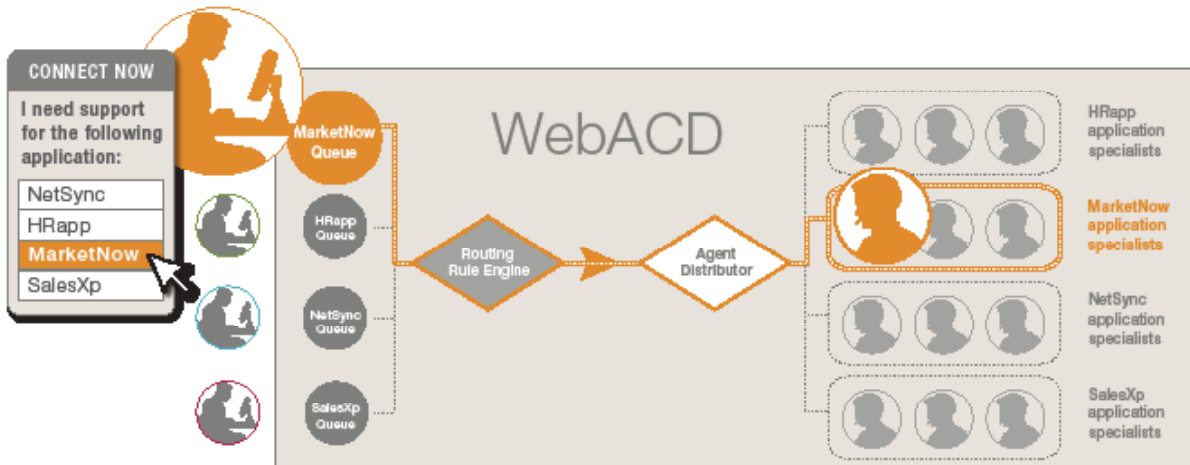 CONNECT NOW
I need support
for the following
application:
NetSync
HRapp
MarketNow
SalesXp
MarketNow
Queue
HRapp
Queue
NetSync
Queue
SalesXp
Queue
WebACD
Routing
Rule Engine
Agent
Distributor
HRapp
application
specialists
MarketNow
application
specialists
NetSync
application
specialists
SalesXp
application
specialists